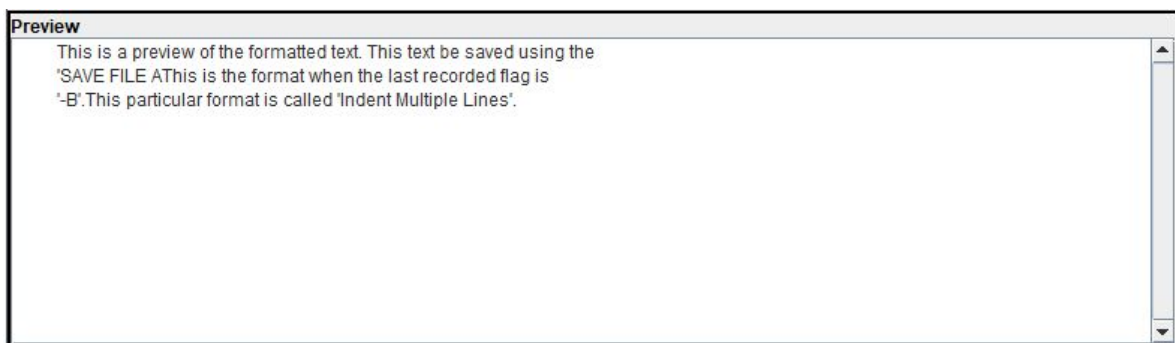 Preview
This is a preview of the formatted text. This text be saved using the
'SAVE FILE AThis is the format when the last recorded flag is
'-B'.This particular format is called 'Indent Multiple Lines'.